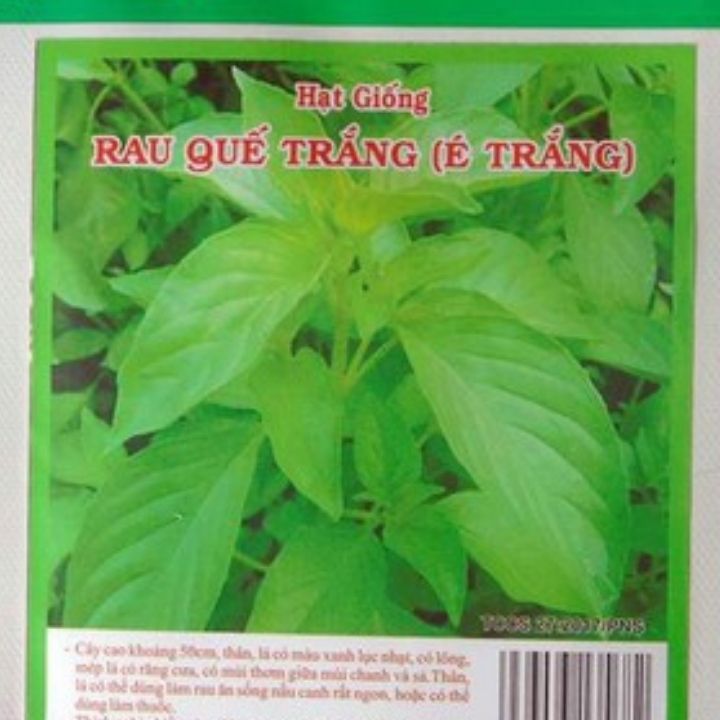 Hạt Giống
RAU QUẾ TRẮNG (É TRẮNG)
TCCS 27:2017/PNS
- Cây cao khoảng 50cm, thân, lá có màu xanh lục nhạt, có lông,
mép lá có răng cưa, có mùi thơm giữa mùi chanh và sả. Thân,
lá có thể dùng làm rau ăn sống nấu canh rất ngon, hoặc có thể
dùng làm thuốc.